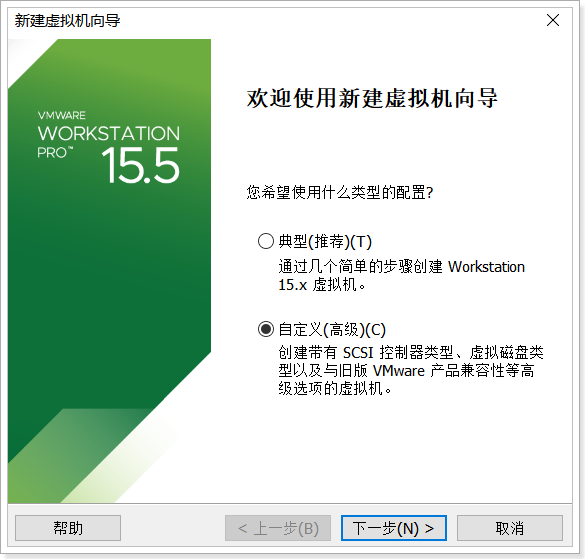 新建虚拟机向导
VMWARE
WORKSTATION
PRO™
15.5
欢迎使用新建虚拟机向导
您希望使用什么类型的配置?
典型(推荐)(T)
通过几个简单的步骤创建 Workstation
15.x 虚拟机。
自定义(高级)(C)
创建带有 SCSI 控制器类型、虚拟磁盘类
型以及与旧版 VMware 产品兼容性等高
级选项的虚拟机。
帮助
< 上一步(B)
下一步(N) >
取消